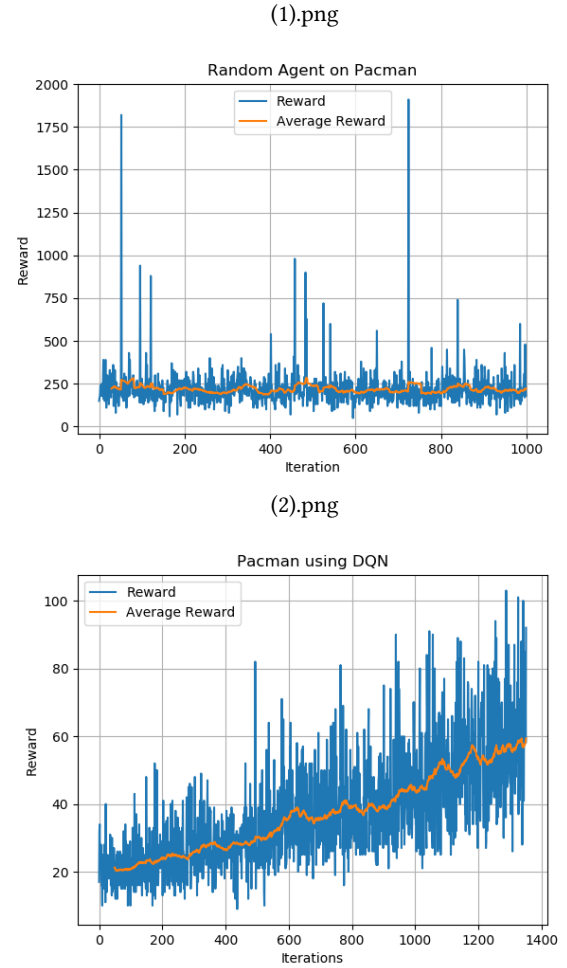 (1).png
Random Agent on Pacman
Reward
Average Reward
2000
1750
1500
1250
1000
750
500
250
0
Reward
0 200 400 600 800 1000
Iteration
(2).png
Pacman using DQN
Reward
Average Reward
100
80
60
40
20
Reward
0 200 400 600 800 1000 1200 1400
Iterations